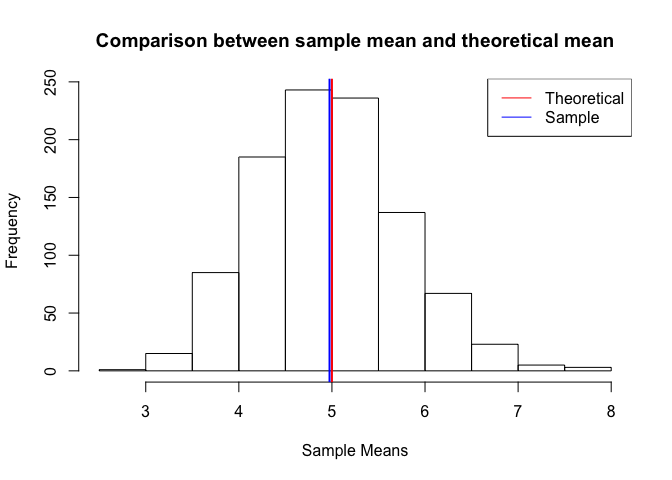 Comparison between sample mean and theoretical mean
Theoretical
Sample
Frequency
250
200
150
100
50
0
3 4 5 6 7 8
Sample Means